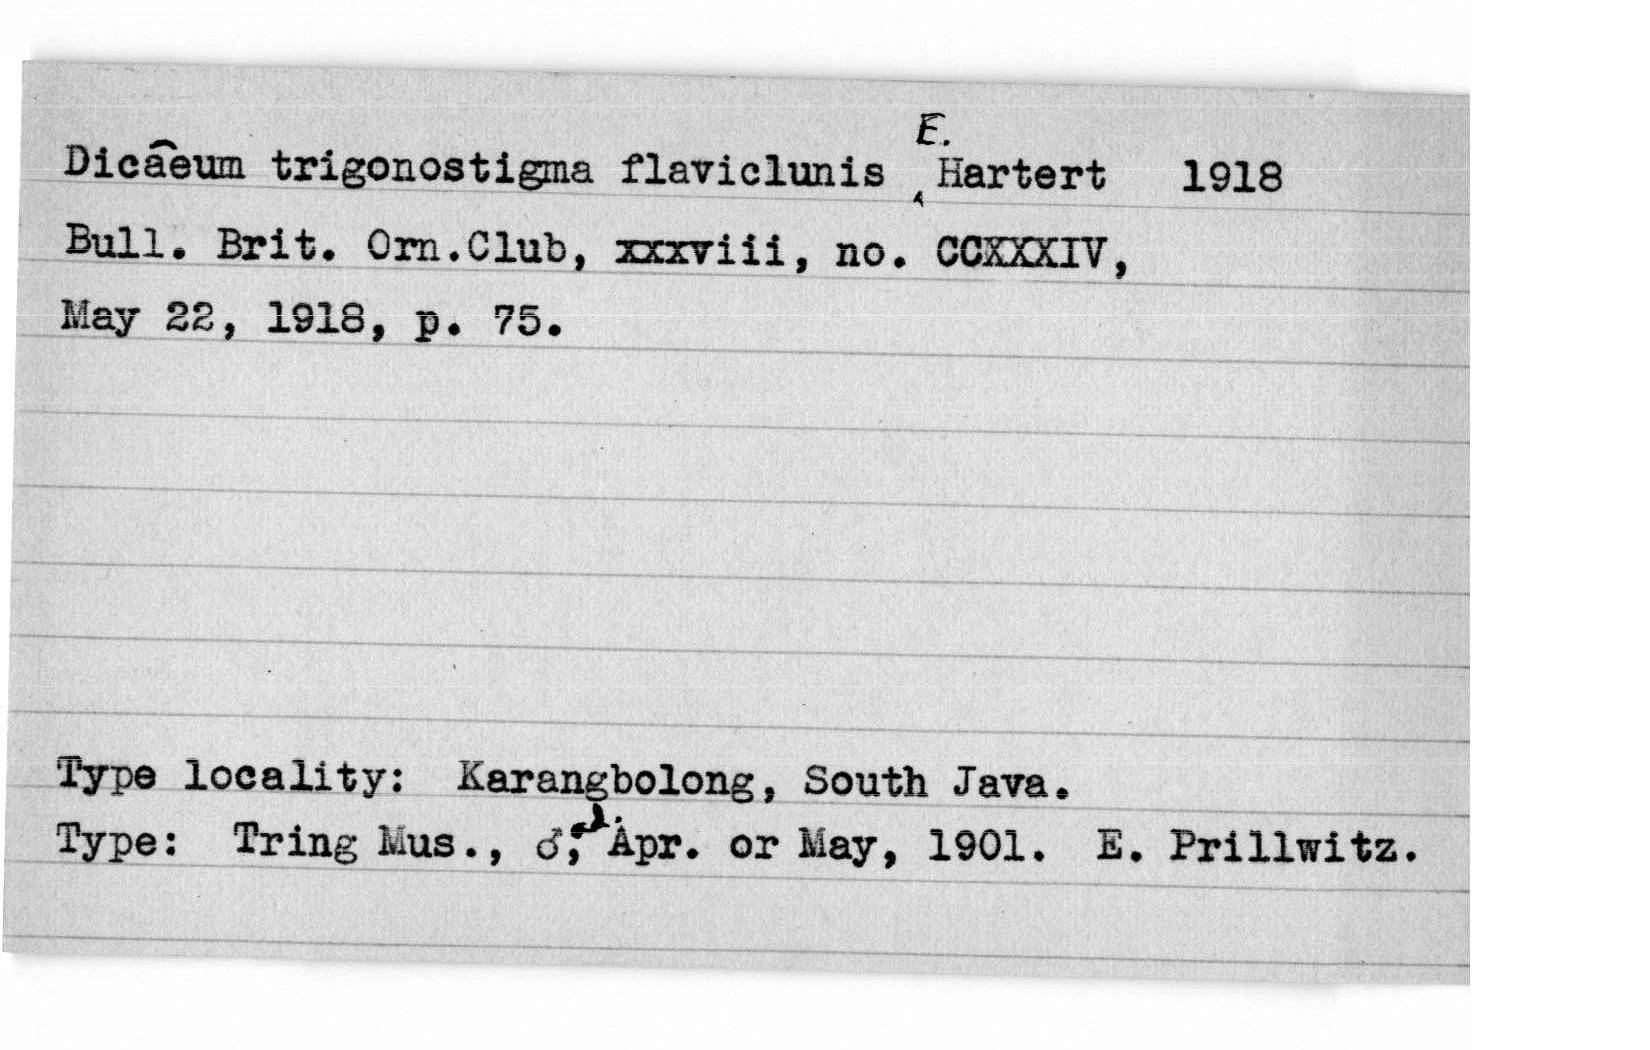 Dicaeum trigonostigma flaviclunis E. Hartert 1918
Bull. Brit. Orn.Club, xxxviii, no. CCXXXIV,
May 22, 1918, p. 75.
Type locality: Karangbolong, South Java.
Type: Tring Mus., ♂, Apr. or May, 1901. E. Prillwitz.